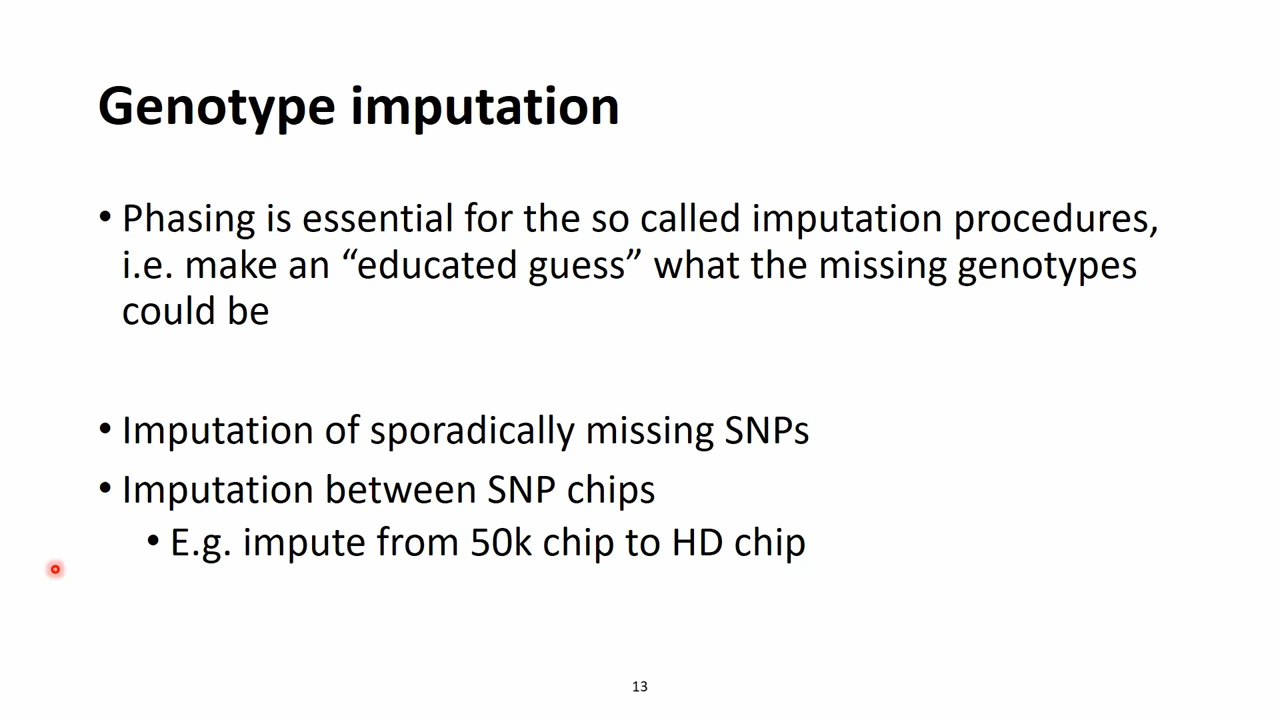 Genotype imputation
• Phasing is essential for the so called imputation procedures,
i.e. make an “educated guess” what the missing genotypes
could be
• Imputation of sporadically missing SNPs
• Imputation between SNP chips
• E.g. impute from 50k chip to HD chip
13